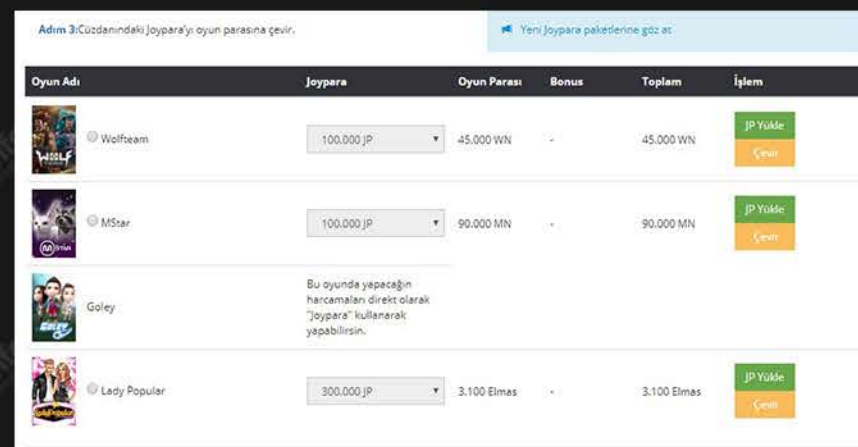 Adım 3:Cüzdanındaki Joypara'yı oyun parasına çevir.
Yeni Joypara paketlerine göz at
Oyun Adı Joypara Oyun Parası Bonus Toplam İşlem
Wolfteam 100.000 JP 45.000 WN - 45.000 WN JP Yükle
Çevir
MStar 100.000 JP 90.000 MN - 90.000 MN JP Yükle
Çevir
Bu oyunda yapacağın
harcamaları direkt olarak
Goley
"Joypara" kullanarak
yapabilirsin.
Lady Popular 300.000 JP 3.100 Elmas - 3.100 Elmas JP Yükle
Çevir